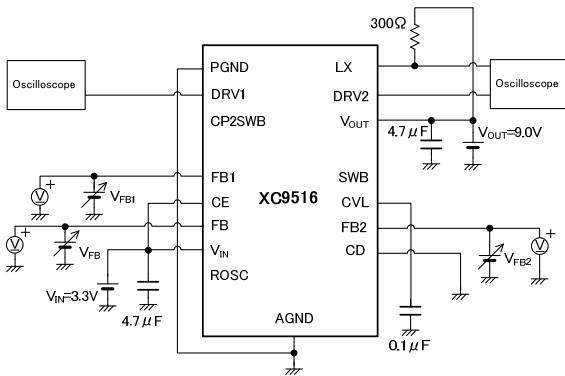 300Ω
PGND
LX
Oscilloscope
Oscilloscope
DRV1
DRV2
CP2SWB
VOUT
4.7μF
VOUT=9.0V
+
FB1
SWB
V
VFB1
XC9516
CE
CVL
+
FB
FB2
+
V
VFB
VIN
CD
V
VFB2
VIN=3.3V
ROSC
4.7μF
AGND
0.1μF